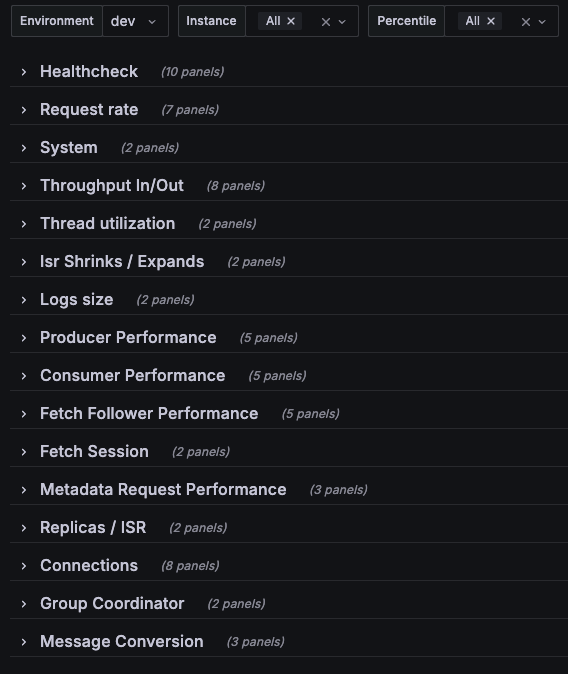 Environment dev Instance All × Percentile All ×
Healthcheck (10 panels)
Request rate (7 panels)
System (2 panels)
Throughput In/Out (8 panels)
Thread utilization (2 panels)
Isr Shrinks / Expands (2 panels)
Logs size (2 panels)
Producer Performance (5 panels)
Consumer Performance (5 panels)
Fetch Follower Performance (5 panels)
Fetch Session (2 panels)
Metadata Request Performance (3 panels)
Replicas / ISR (2 panels)
Connections (8 panels)
Group Coordinator (2 panels)
Message Conversion (3 panels)